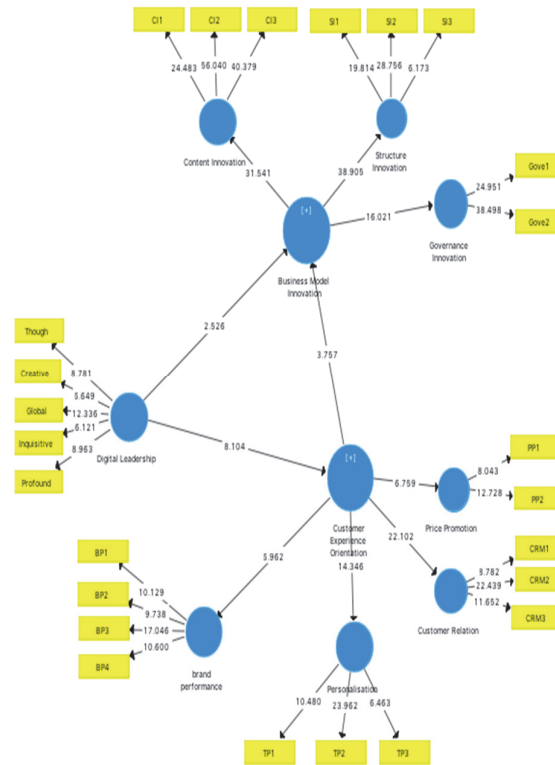 CI1 CI2 CI3 SI1 SI2 SI3
24.483 56.040 40.379 19.814 28.756 6.173
Content Innovation
Structure
Innovation
31.541 38.905
Gove1
24.951
Gove2
38.498
16.021
Governance
Innovation
[+]
Business Model
Innovation
2.526
3.757
Though
8.781
Creative
5.649
Global
12.336
Inquisitive
6.121
Profound
8.963
Digital Leadership
8.104
[+]
Customer
Experience
Orientation
6.759
PP1
8.043
PP2
12.728
Price Promotion
22.102
CRM1
CRM2
22.439
CRM3
11.652
Customer Relation
5.962
14.346
BP1
10.129
BP2
9.738
BP3
17.046
BP4
10.600
brand
performance
Personalisation
10.480 23.962 6.463
TP1 TP2 TP3